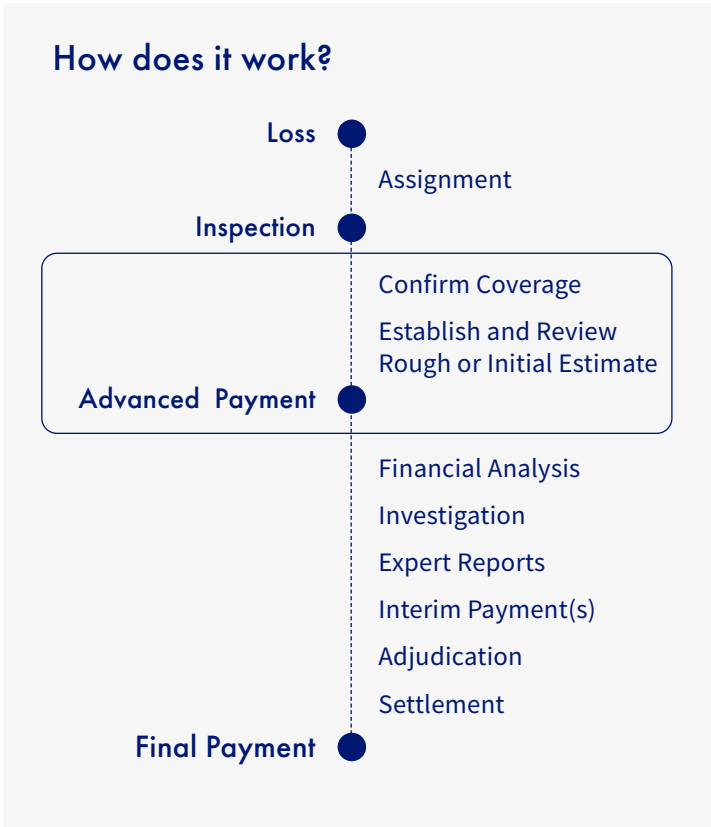 How does it work?
Loss
Assignment
Inspection
Confirm Coverage
Establish and Review
Rough or Initial Estimate
Advanced Payment
Financial Analysis
Investigation
Expert Reports
Interim Payment(s)
Adjudication
Settlement
Final Payment